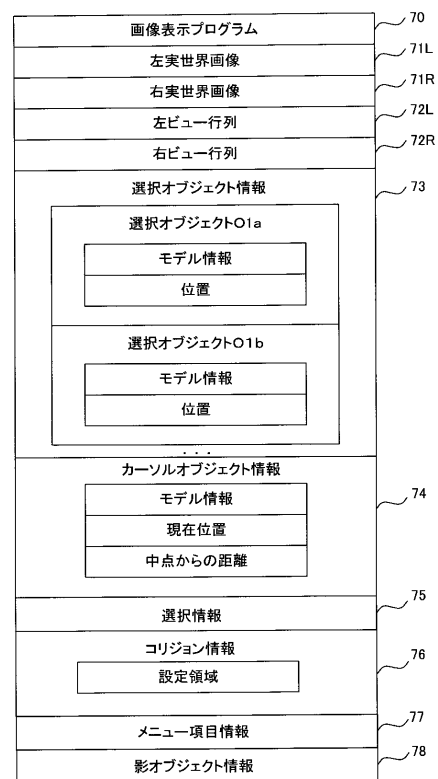 画像表示プログラム
70
左実世界画像
71L
右実世界画像
71R
左ビュー行列
72L
右ビュー行列
72R
選択オブジェクト情報
73
選択オブジェクトO1a
モデル情報
位置
選択オブジェクトO1b
モデル情報
位置
...
カーソルオブジェクト情報
74
モデル情報
現在位置
中点からの距離
選択情報
75
コリジョン情報
76
設定領域
メニュー項目情報
77
影オブジェクト情報
78